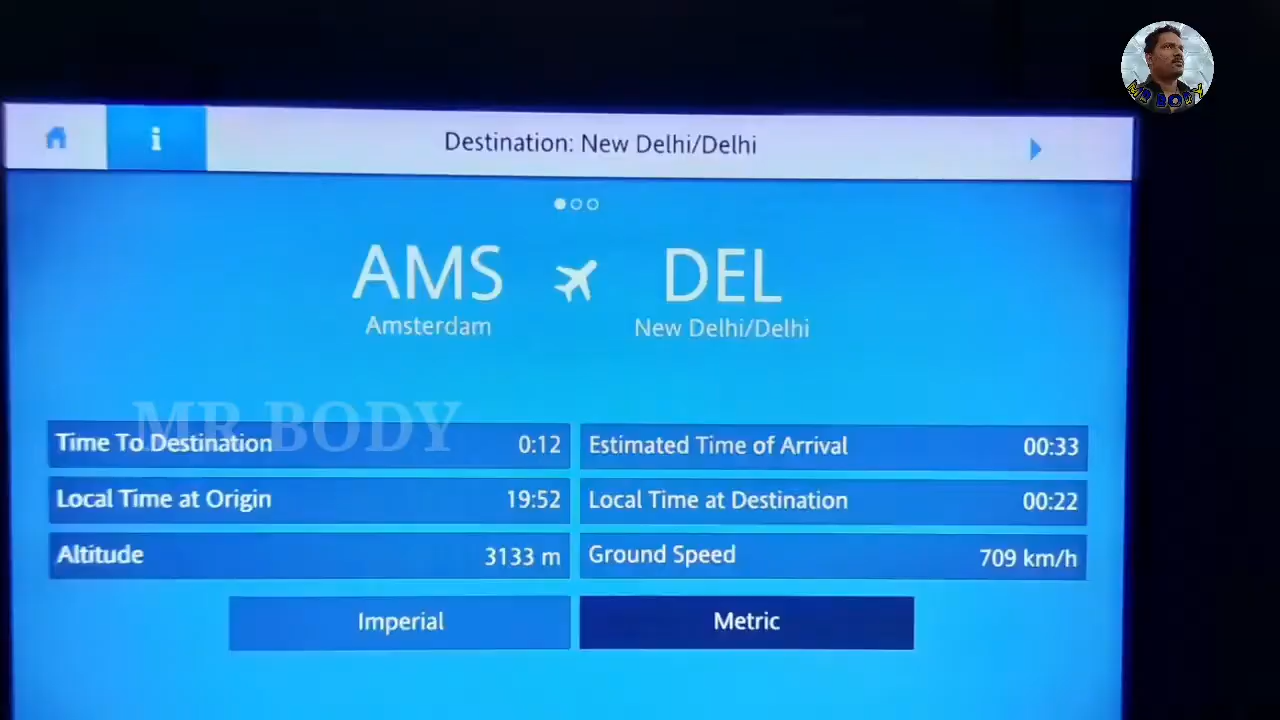 MR BODY
i
Destination: New Delhi/Delhi
AMS DEL
Amsterdam New Delhi/Delhi
MR BODY
Time To Destination 0:12 Estimated Time of Arrival 00:33
Local Time at Origin 19:52 Local Time at Destination 00:22
Altitude 3133 m Ground Speed 709 km/h
Imperial Metric